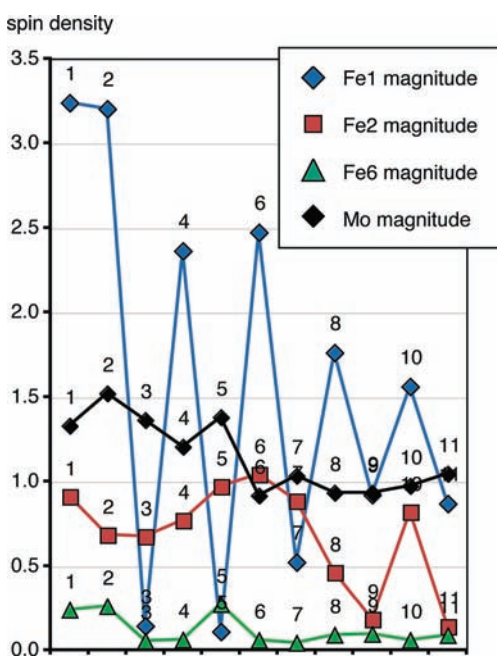 spin density
3.5
3.0
2.5
2.0
1.5
1.0
0.5
0.0
Fe1 magnitude
Fe2 magnitude
Fe6 magnitude
Mo magnitude
1 2 3 4 5 6 7 8 9 10 11
1 2 3 4 5 6 7 8 9 10 11
1 2 3 4 5 6 7 8 9 10
1 2 3 4 5 6 7 8 9 10 11